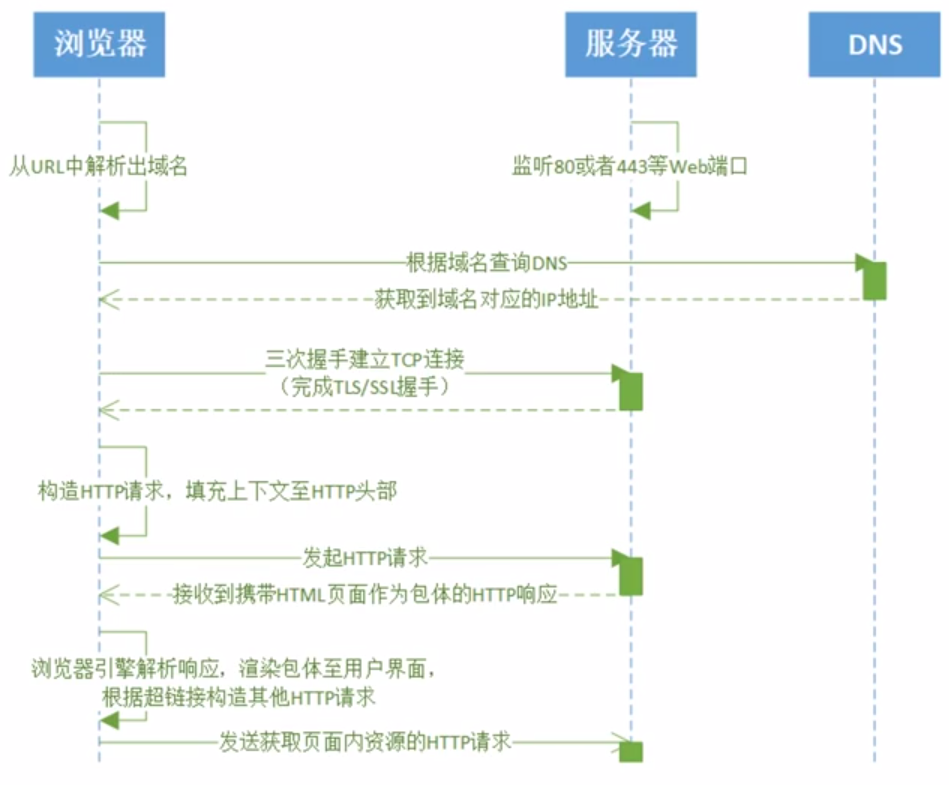 浏览器
服务器
DNS
从URL中解析出域名
监听80或者443等Web端口
根据域名查询DNS
获取到域名对应的IP地址
三次握手建立TCP连接
（完成TLS/SSL握手）
构造HTTP请求，填充上下文至HTTP头部
发起HTTP请求
接收到携带HTML页面作为包体的HTTP响应
浏览器引擎解析响应，渲染包体至用户界面，
根据超链接构造其他HTTP请求
发送获取页面内资源的HTTP请求